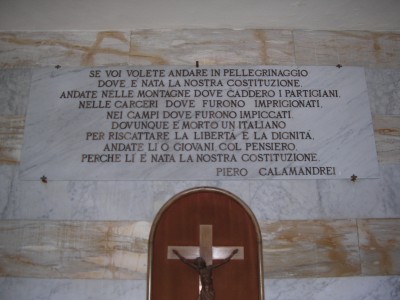 SE VOI VOLETE ANDARE IN PELLEGRINAGGIO
DOVE È NATA LA NOSTRA COSTITUZIONE.
ANDATE NELLE MONTAGNE DOVE CADDERO I PARTIGIANI.
NELLE CARCERI DOVE FURONO IMPRIGIONATI.
NEI CAMPI DOVE FURONO IMPICCATI.
DOVUNQUE È MORTO UN ITALIANO
PER RISCATTARE LA LIBERTÀ E LA DIGNITÀ.
ANDATE LÌ O GIOVANI COL PENSIERO.
PERCHÉ LÌ È NATA LA NOSTRA COSTITUZIONE.
PIERO CALAMANDREI